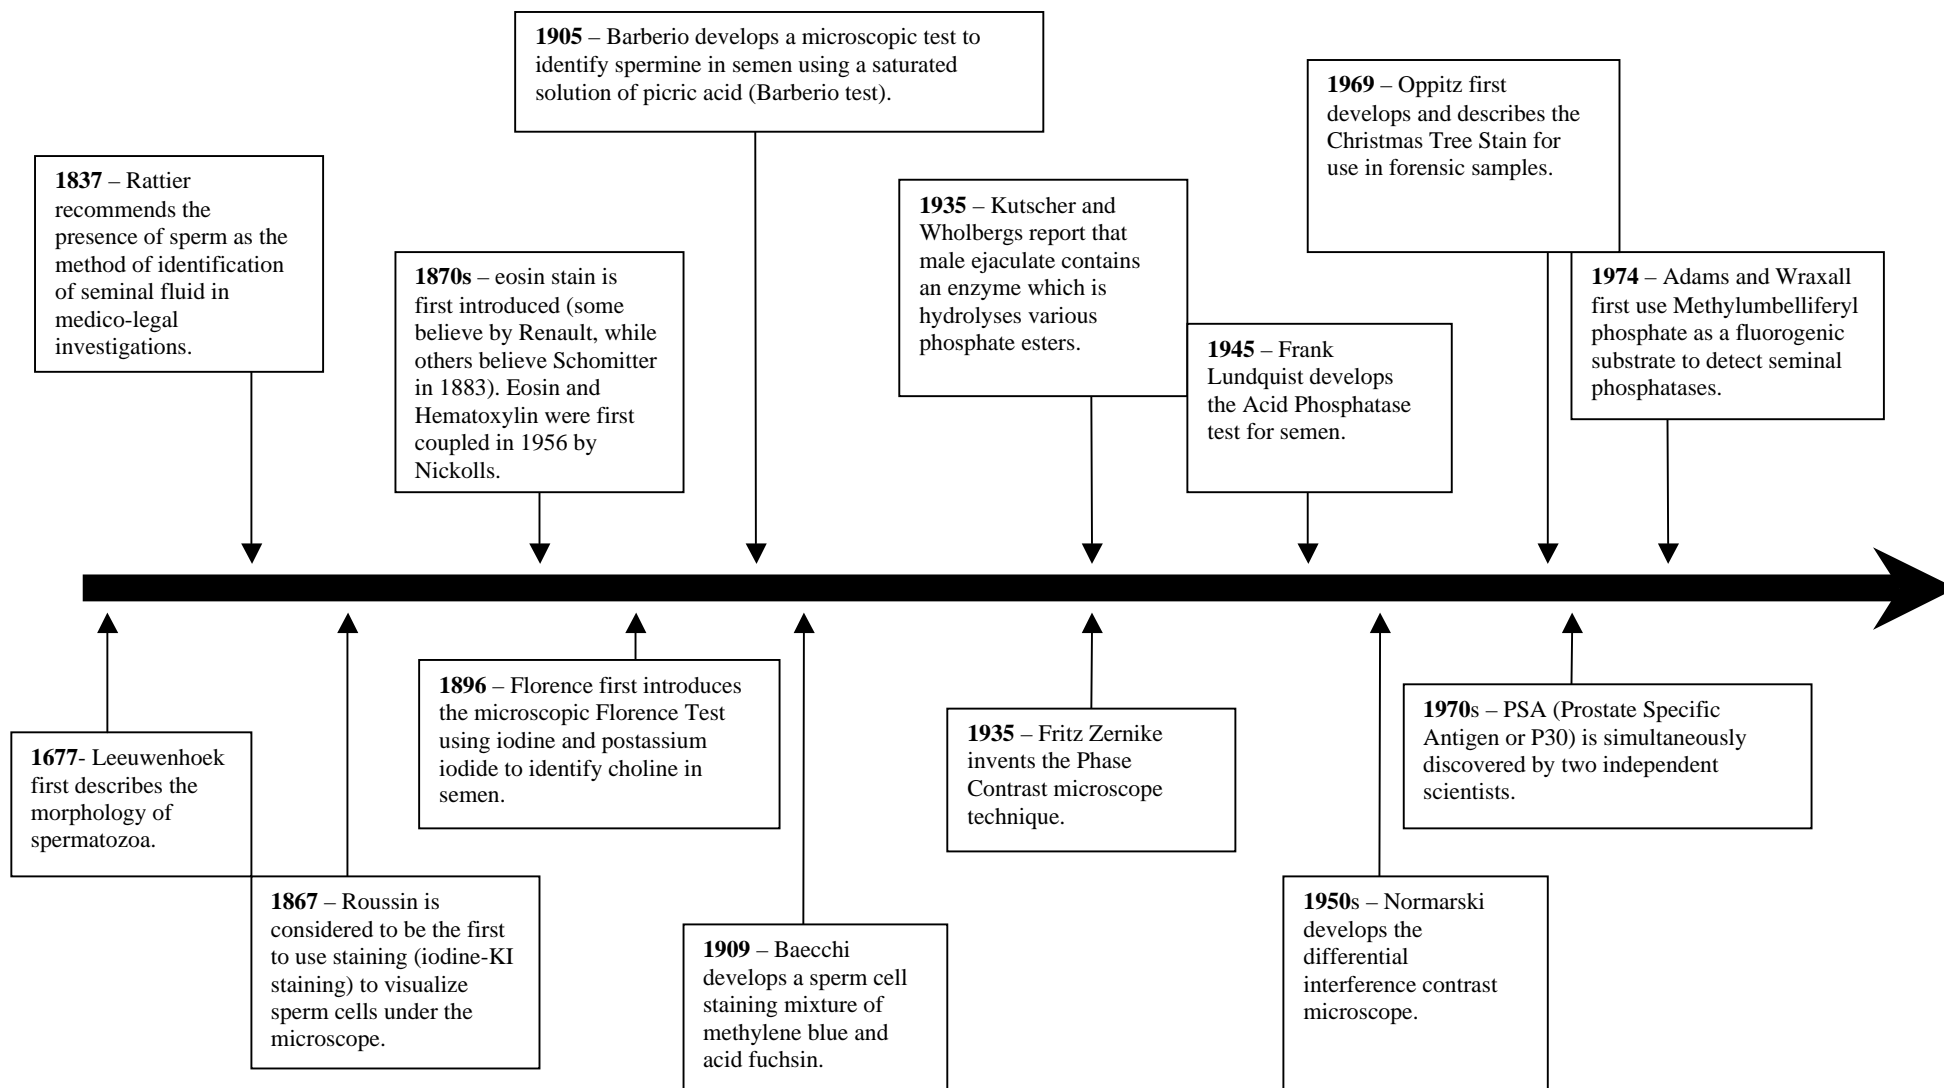 1905 – Barberio develops a microscopic test to
identify spermine in semen using a saturated
solution of picric acid (Barberio test).
1969 – Oppitz first
develops and describes the
Christmas Tree Stain for
use in forensic samples.
1837 – Rattier
recommends the
presence of sperm as the
method of identification
of seminal fluid in
medico-legal
investigations.
1935 – Kutscher and
Wholbergs report that
male ejaculate contains
an enzyme which is
hydrolyses various
phosphate esters.
1870s – eosin stain is
first introduced (some
believe by Renault, while
others believe Schomitter
in 1883). Eosin and
Hematoxylin were first
coupled in 1956 by
Nickolls.
1974 – Adams and Wraxall
first use Methylumbelliferyl
phosphate as a fluorogenic
substrate to detect seminal
phosphatases.
1945 – Frank
Lundquist develops
the Acid Phosphatase
test for semen.
1677- Leeuwenhoek
first describes the
morphology of
spermatozoa.
1896 – Florence first introduces
the microscopic Florence Test
using iodine and postassium
iodide to identify choline in
semen.
1935 – Fritz Zernike
invents the Phase
Contrast microscope
technique.
1970s – PSA (Prostate Specific
Antigen or P30) is simultaneously
discovered by two independent
scientists.
1867 – Roussin is
considered to be the first
to use staining (iodine-KI
staining) to visualize
sperm cells under the
microscope.
1909 – Baecchi
develops a sperm cell
staining mixture of
methylene blue and
acid fuchsin.
1950s – Normarski
develops the
differential
interference contrast
microscope.